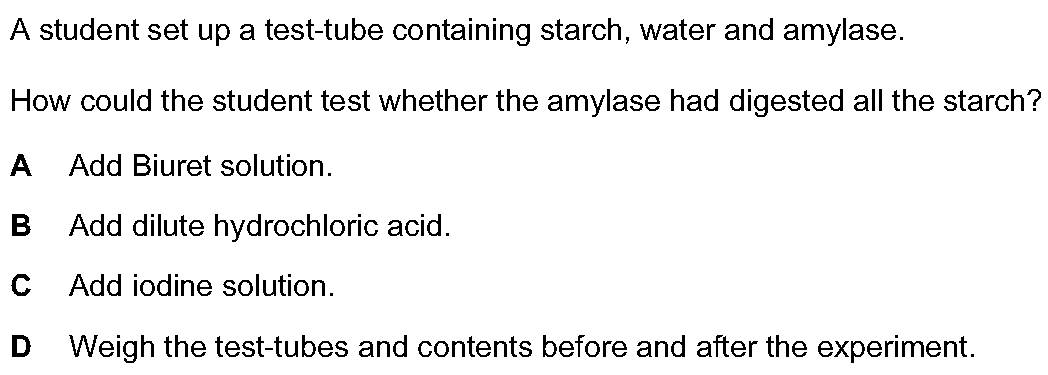 A student set up a test-tube containing starch, water and amylase.
How could the student test whether the amylase had digested all the starch?
A Add Biuret solution.
B Add dilute hydrochloric acid.
C Add iodine solution.
D Weigh the test-tubes and contents before and after the experiment.